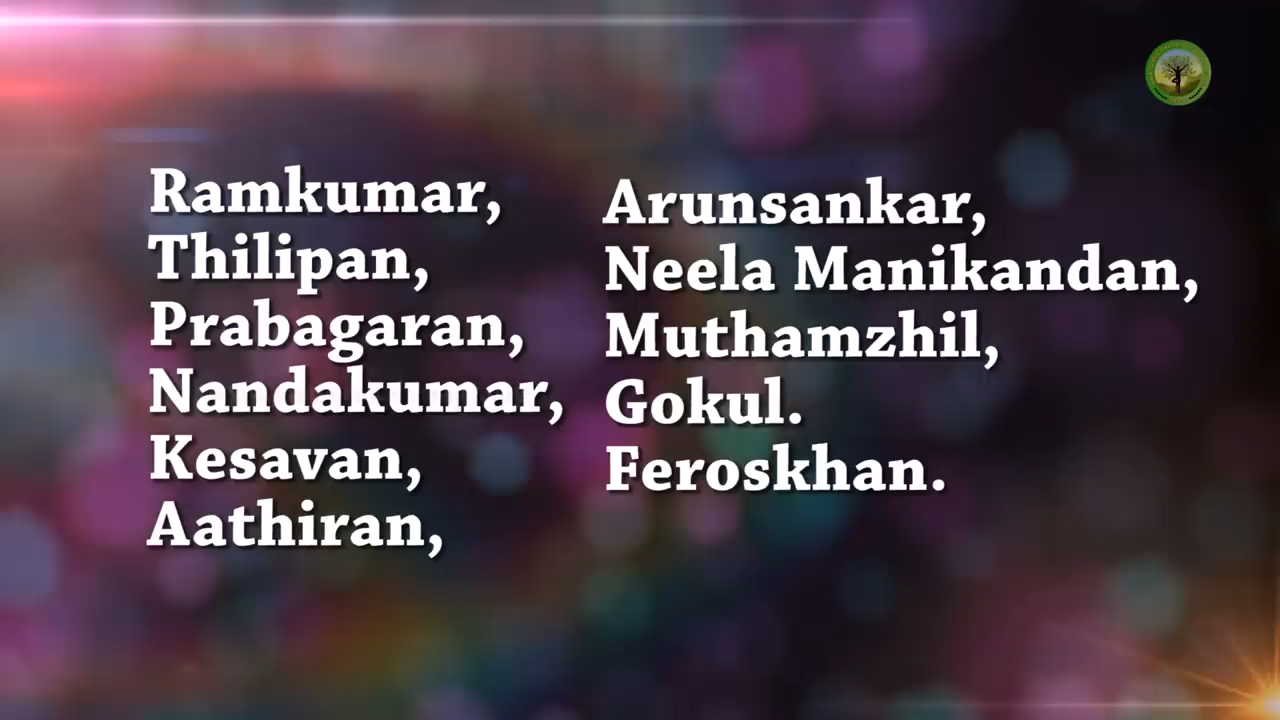 Ramkumar,
Thilipan,
Prabagaran,
Nandakumar,
Kesavan,
Aathiran,
Arunsankar,
Neela Manikandan,
Muthamzhil,
Gokul.
Feroskhan.